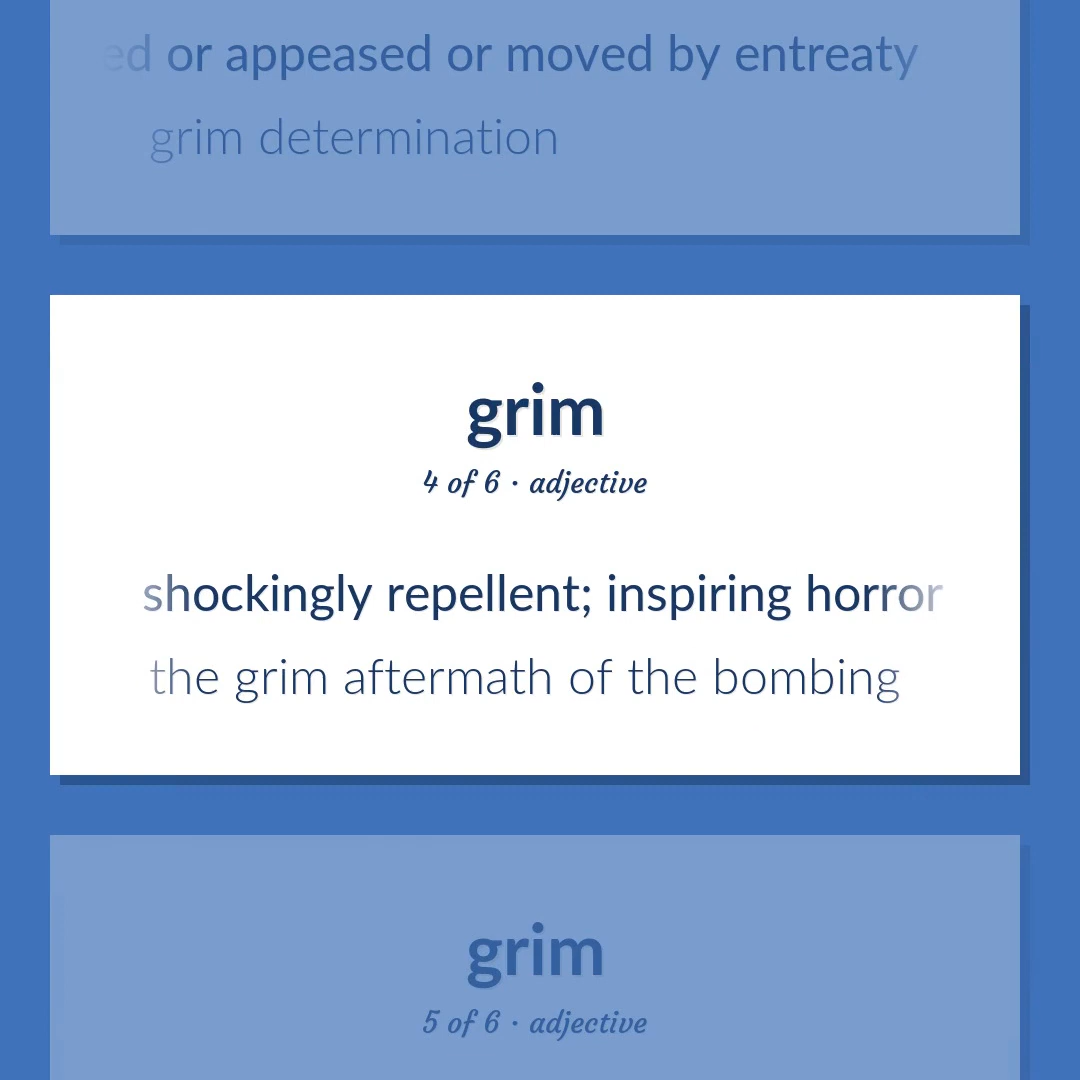 or appeased or moved by entreaty
grim determination
grim
4 of 6 · adjective
shockingly repellent; inspiring horror
the grim aftermath of the bombing
grim
5 of 6 · adjective